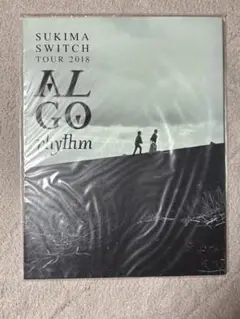 SUKIMA
SWITCH
TOUR 2018
AL
GO
rhythm